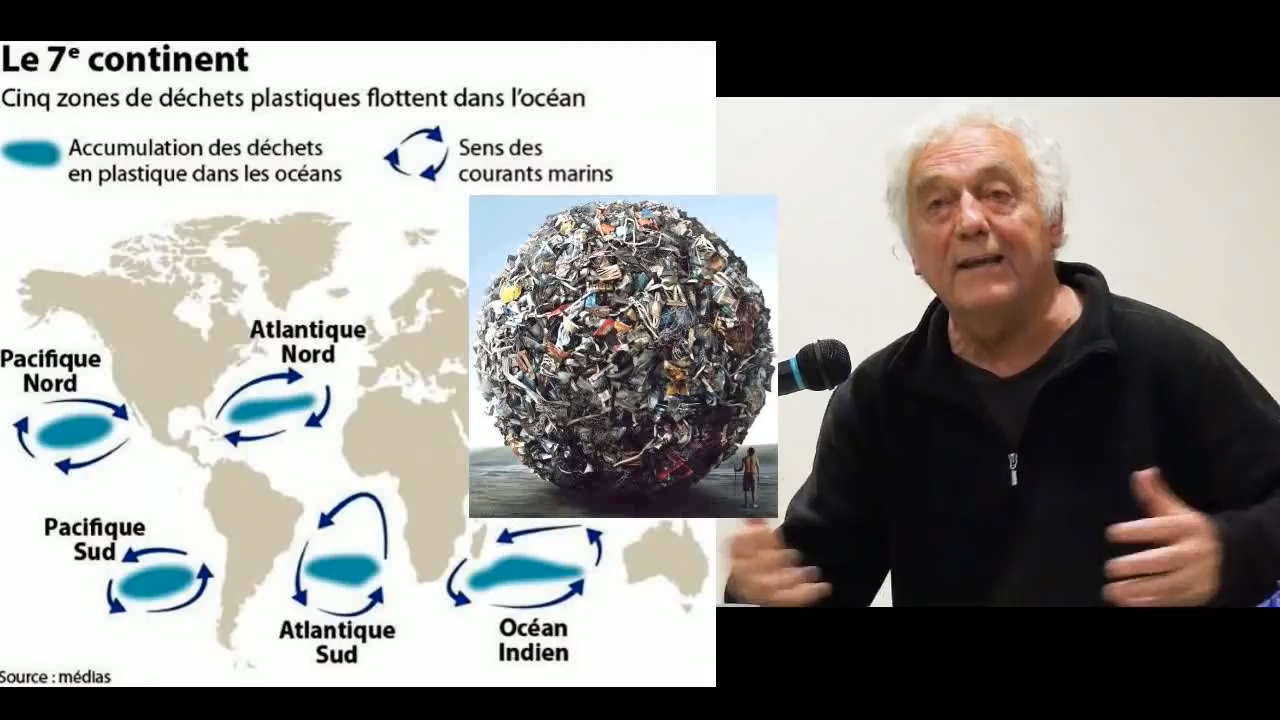 Le 7e continent
Cinq zones de déchets plastiques flottent dans l'océan
Accumulation des déchets
en plastique dans les océans
Sens des
courants marins
Atlantique
Nord
Pacifique
Nord
Pacifique
Sud
Atlantique
Sud
Océan
Indien
Source : médias